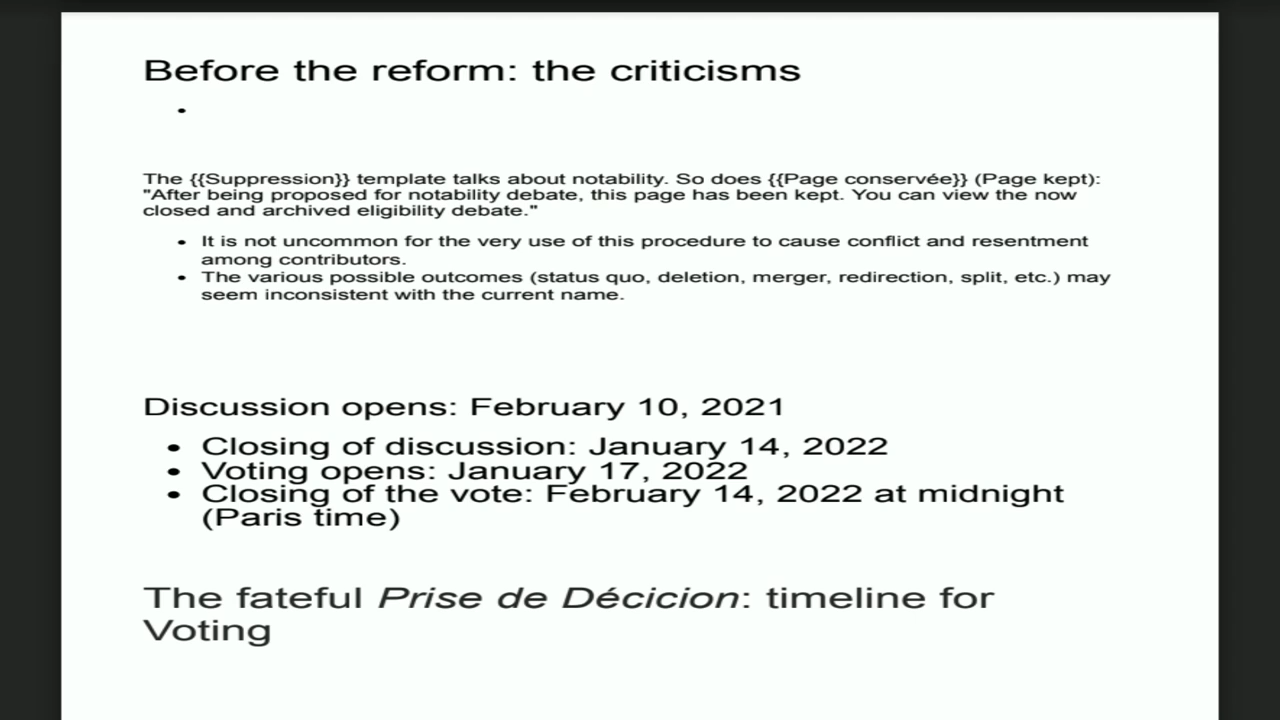 Before the reform: the criticisms
•
The {{Suppression}} template talks about notability. So does {{Page conservée}} (Page kept):
"After being proposed for notability debate, this page has been kept. You can view the now
closed and archived eligibility debate."
• It is not uncommon for the very use of this procedure to cause conflict and resentment
among contributors.
• The various possible outcomes (status quo, deletion, merger, redirection, split, etc.) may
seem inconsistent with the current name.
Discussion opens: February 10, 2021
• Closing of discussion: January 14, 2022
• Voting opens: January 17, 2022
• Closing of the vote: February 14, 2022 at midnight
(Paris time)
The fateful Prise de Décicion: timeline for
Voting